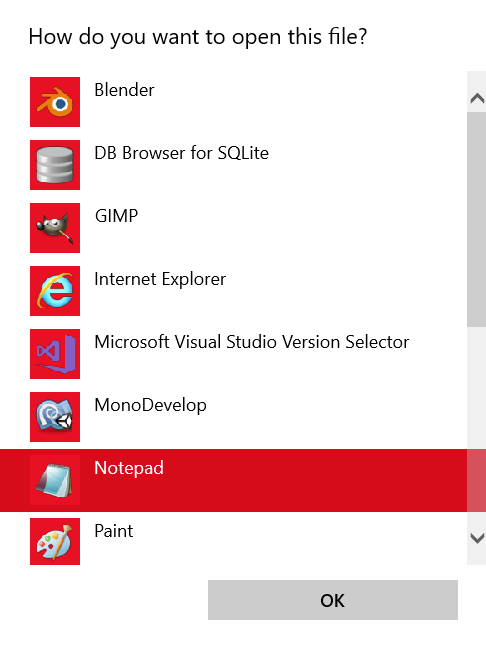 How do you want to open this file?
Blender
DB Browser for SQLite
GIMP
Internet Explorer
Microsoft Visual Studio Version Selector
MonoDevelop
Notepad
Paint
OK